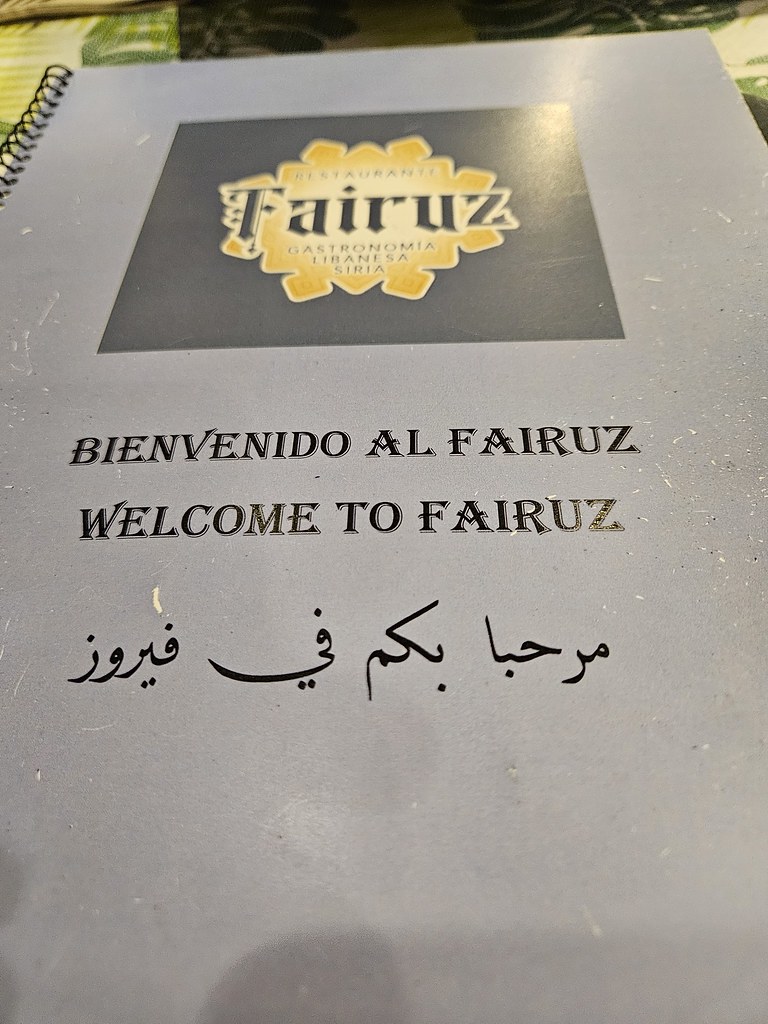 RESTAURANTE
Fairuz
GASTRONOMÍA
LIBANESA
SIRIA
BIENVENIDO AL FAIRUZ
WELCOME TO FAIRUZ
مرحبا بكم في فيروز